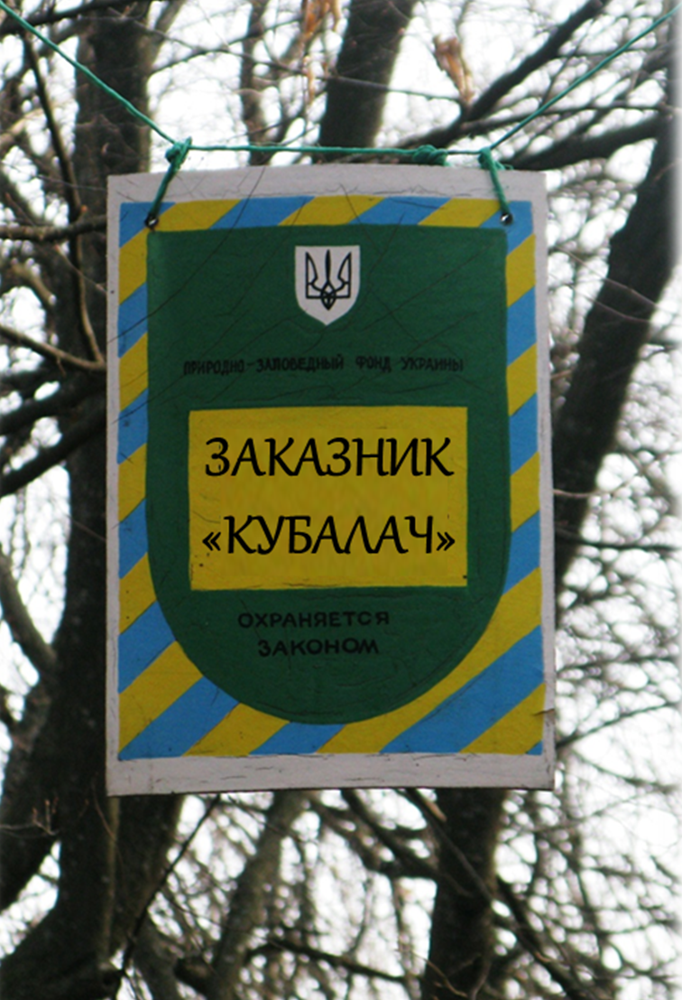 ПРИРОДНО-ЗАПОВЕДНЫЙ ФОНД УКРАИНЫ
ЗАКАЗНИК
«КУБАЛАЧ»
ОХРАНЯЕТСЯ
ЗАКОНОМ